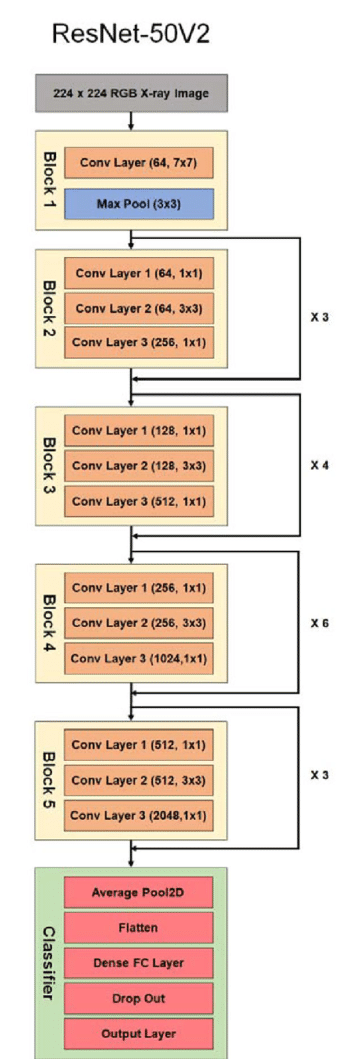 ResNet-50V2
224 x 224 RGB X-ray Image
Block 1
Conv Layer (64, 7x7)
Max Pool (3x3)
Block 2
Conv Layer 1 (64, 1x1)
Conv Layer 2 (64, 3x3)
Conv Layer 3 (256, 1x1)
X 3
Block 3
Conv Layer 1 (128, 1x1)
Conv Layer 2 (128, 3x3)
Conv Layer 3 (512, 1x1)
X 4
Block 4
Conv Layer 1 (256, 1x1)
Conv Layer 2 (256, 3x3)
Conv Layer 3 (1024,1x1)
X 6
Block 5
Conv Layer 1 (512, 1x1)
Conv Layer 2 (512, 3x3)
Conv Layer 3 (2048,1x1)
X 3
Classifier
Average Pool2D
Flatten
Dense FC Layer
Drop Out
Output Layer